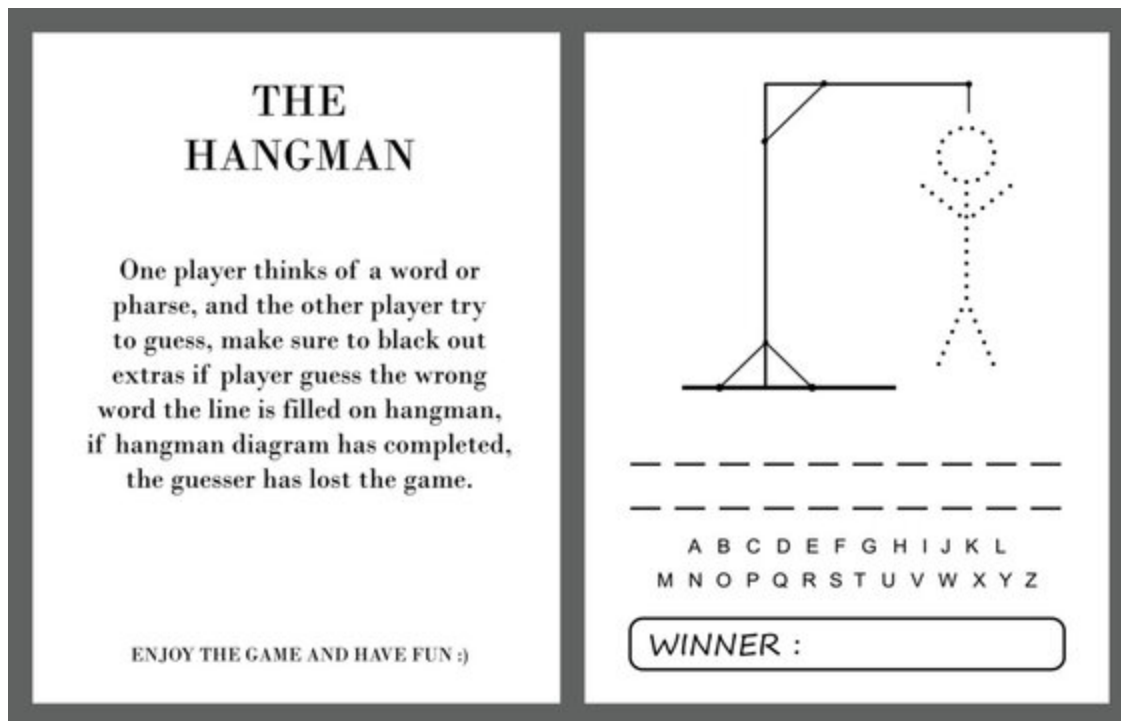 THE
HANGMAN
One player thinks of a word or
pharse, and the other player try
to guess, make sure to black out
extras if player guess the wrong
word the line is filled on hangman,
if hangman diagram has completed,
the guesser has lost the game.
ENJOY THE GAME AND HAVE FUN :)
A B C D E F G H I J K L
M N O P Q R S T U V W X Y Z
WINNER :